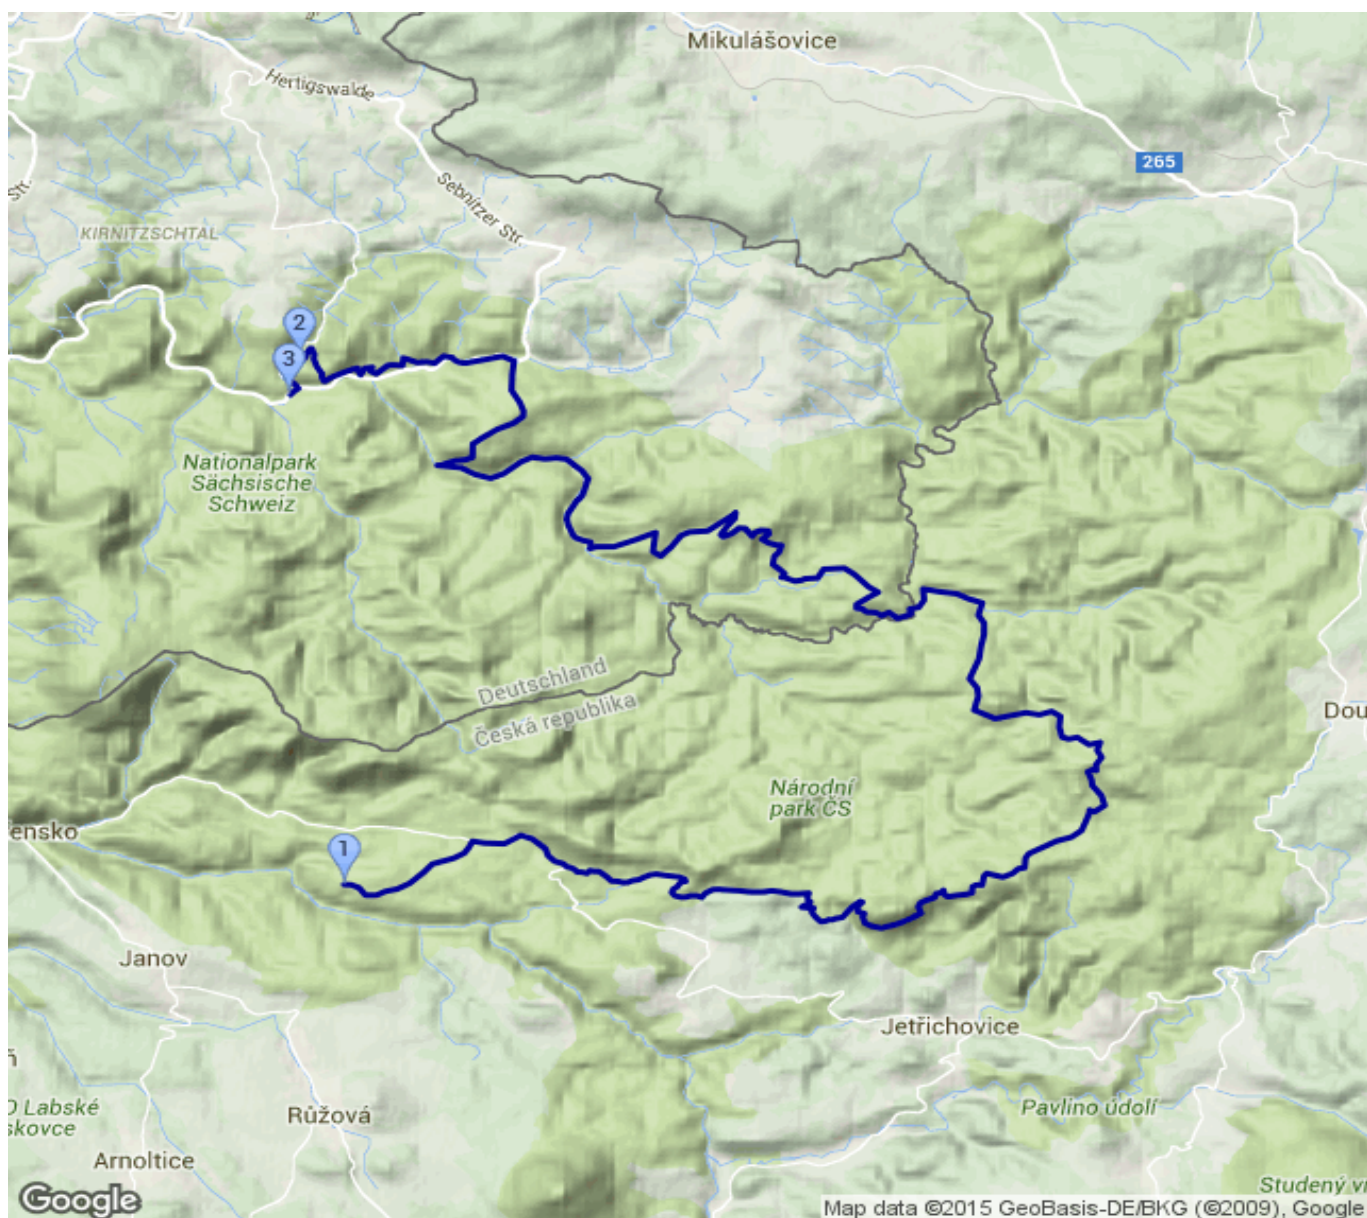 Mikulášovice
Hertigswalde
265
Str.
Sebnitzer Str.
KIRNITZSCHTAL
2
3
Nationalpark
Sächsische
Schweiz
Deutschland
Česká republika
Dou
Národní
park ČS
ensko
1
Janov
Jetřichovice
Labské
skovce
Růžová
Pavlino údolí
Arnoltice
Studený
Google
Map data ©2015 GeoBasis-DE/BKG (©2009), Google